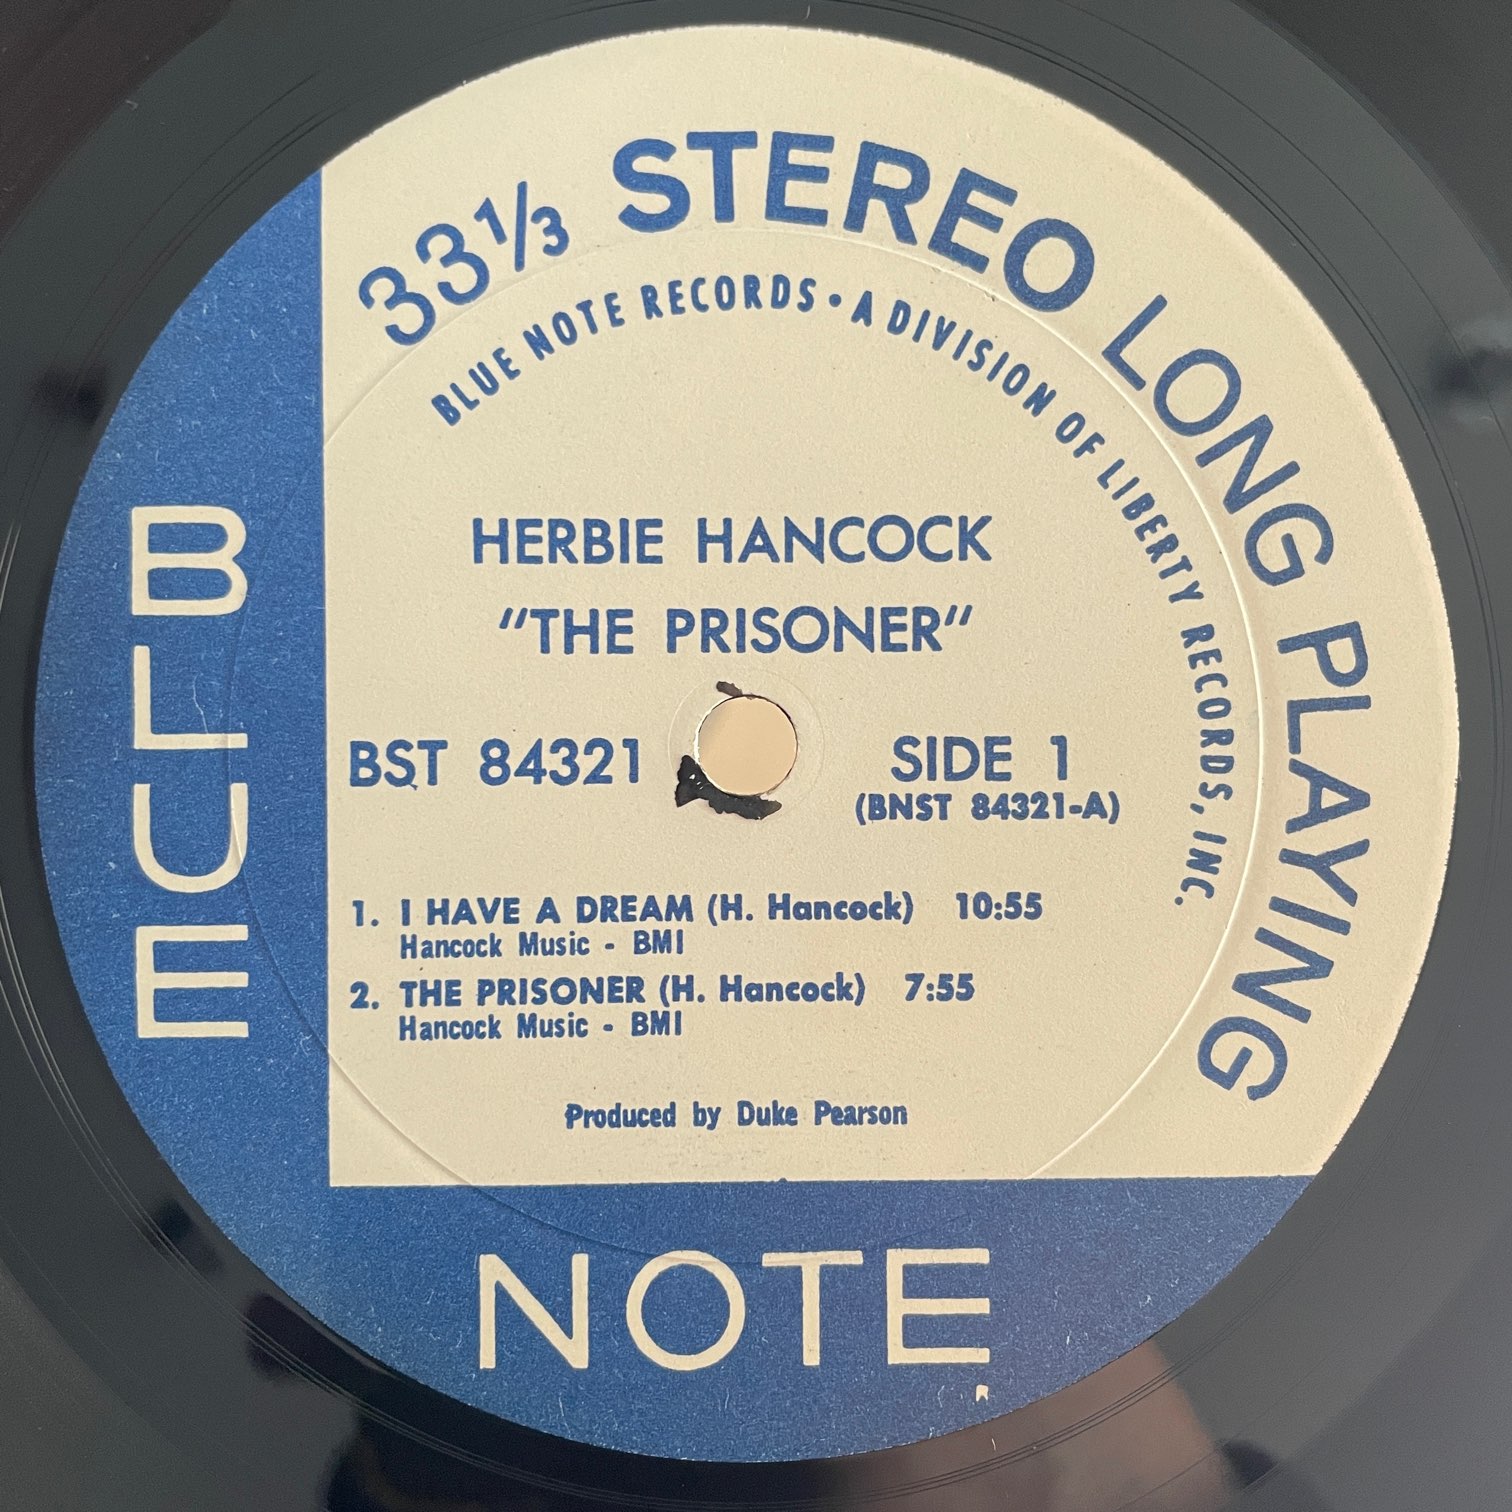 33⅓ STEREO LONG PLAYING
BLUE NOTE RECORDS • A DIVISION OF LIBERTY RECORDS, INC.
HERBIE HANCOCK
"THE PRISONER"
BST 84321 SIDE 1
(BNST 84321-A)
1. I HAVE A DREAM (H. Hancock) 10:55
Hancock Music - BMI
2. THE PRISONER (H. Hancock) 7:55
Hancock Music - BMI
Produced by Duke Pearson
BLUE
NOTE
R